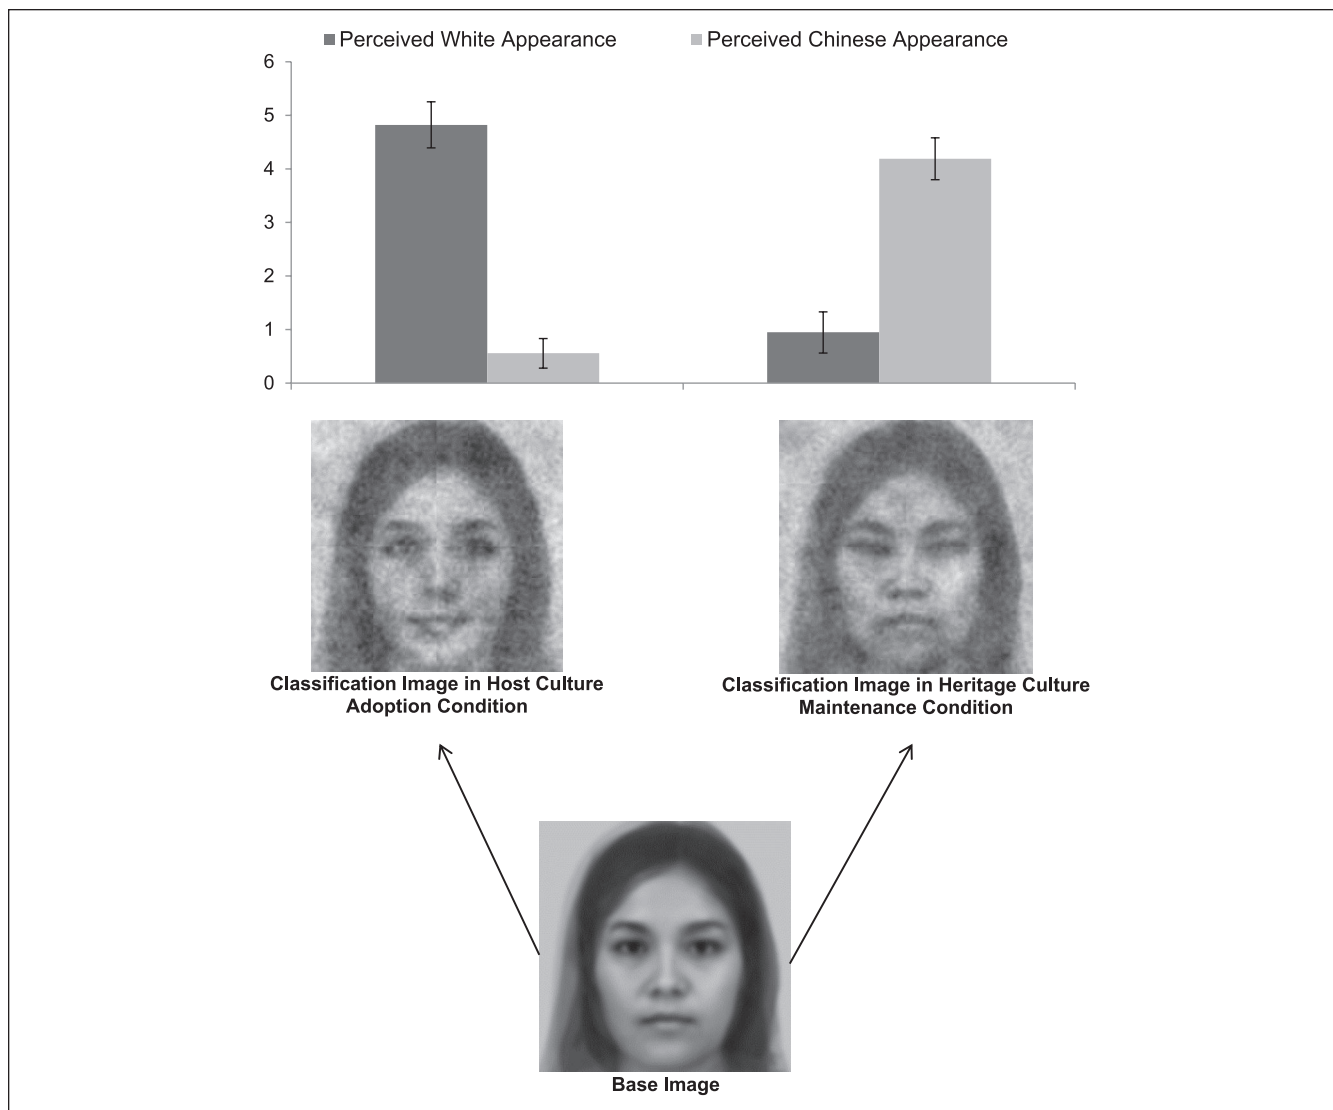 Perceived White Appearance
Perceived Chinese Appearance
6
5
4
3
2
1
0
Classification Image in Host Culture
Adoption Condition
Classification Image in Heritage Culture
Maintenance Condition
Base Image